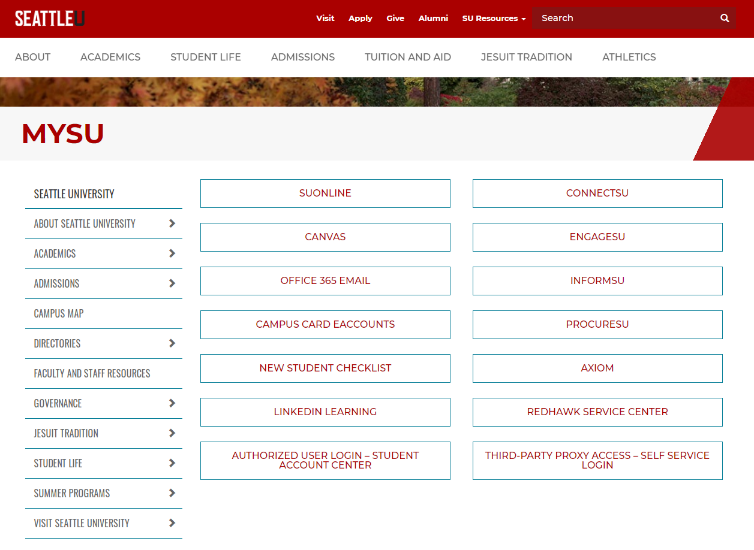 SEATTLEU
Visit Apply Give Alumni SU Resources Search
ABOUT ACADEMICS STUDENT LIFE ADMISSIONS TUITION AND AID JESUIT TRADITION ATHLETICS
MYSU
SEATTLE UNIVERSITY
ABOUT SEATTLE UNIVERSITY
ACADEMICS
ADMISSIONS
CAMPUS MAP
DIRECTORIES
FACULTY AND STAFF RESOURCES
GOVERNANCE
JESUIT TRADITION
STUDENT LIFE
SUMMER PROGRAMS
VISIT SEATTLE UNIVERSITY
SUONLINE
CONNECTSU
CANVAS
ENGAGESU
OFFICE 365 EMAIL
INFORMSU
CAMPUS CARD EACCOUNTS
PROCURESU
NEW STUDENT CHECKLIST
AXIOM
LINKEDIN LEARNING
REDHAWK SERVICE CENTER
AUTHORIZED USER LOGIN – STUDENT
ACCOUNT CENTER
THIRD-PARTY PROXY ACCESS – SELF SERVICE
LOGIN